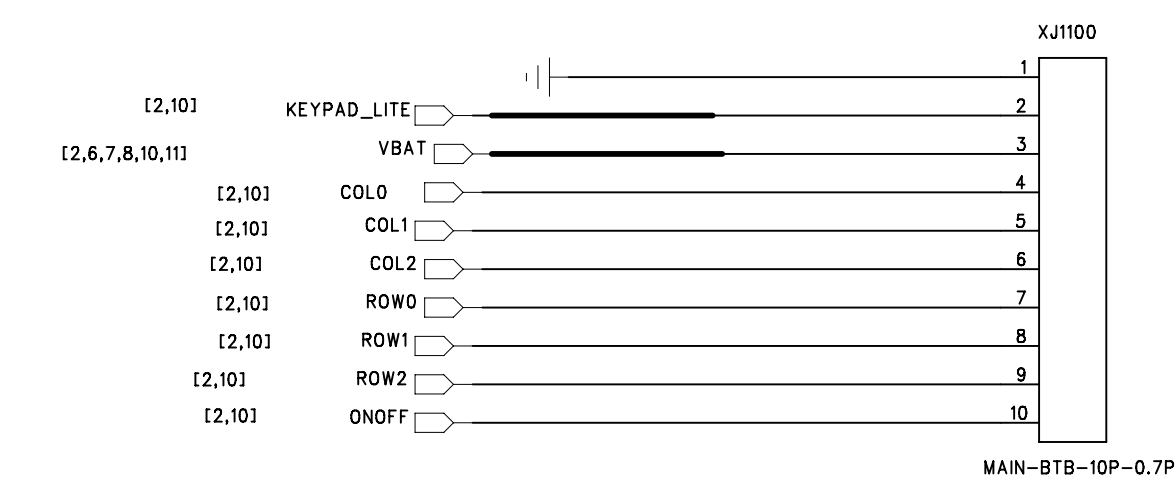 XJ1100
1
[2,10] KEYPAD_LITE 2
[2,6,7,8,10,11] VBAT 3
[2,10] COL0 4
[2,10] COL1 5
[2,10] COL2 6
[2,10] ROW0 7
[2,10] ROW1 8
[2,10] ROW2 9
[2,10] ONOFF 10
MAIN-BTB-10P-0.7P